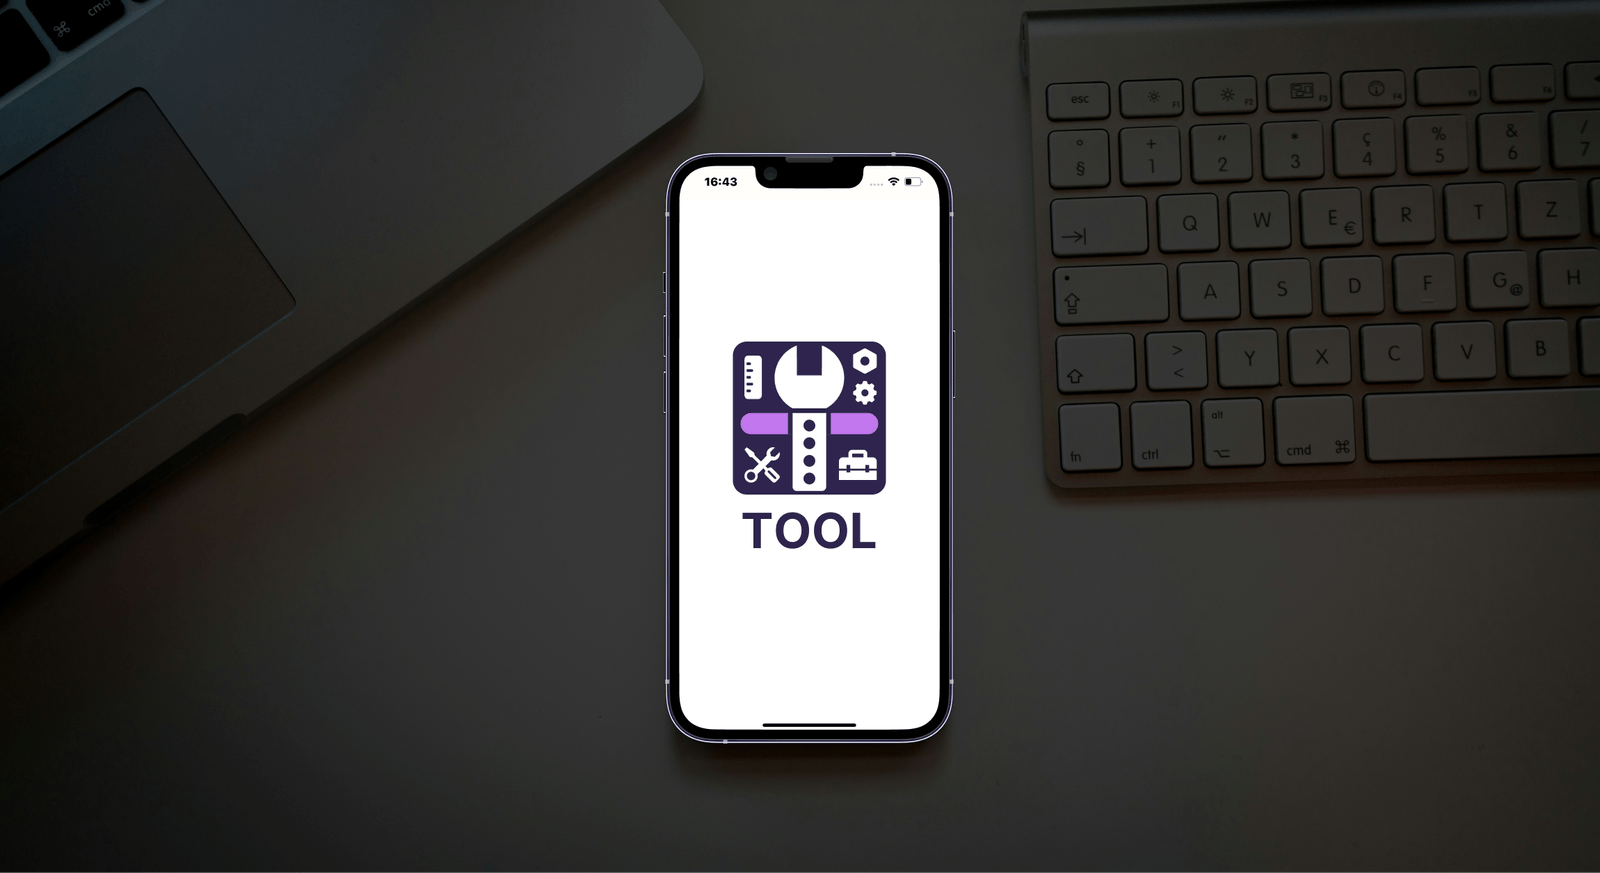 cmd
⌘
16:43
TOOL
esc F1 F2 F3 F4 F5 F6
° § + 1 “ 2 * 3 ç 4 % 5 & 6 / 7
Q W E € R T Z
A S D F G @ H
> < Y X C V B
fn ctrl alt ⌥ cmd ⌘